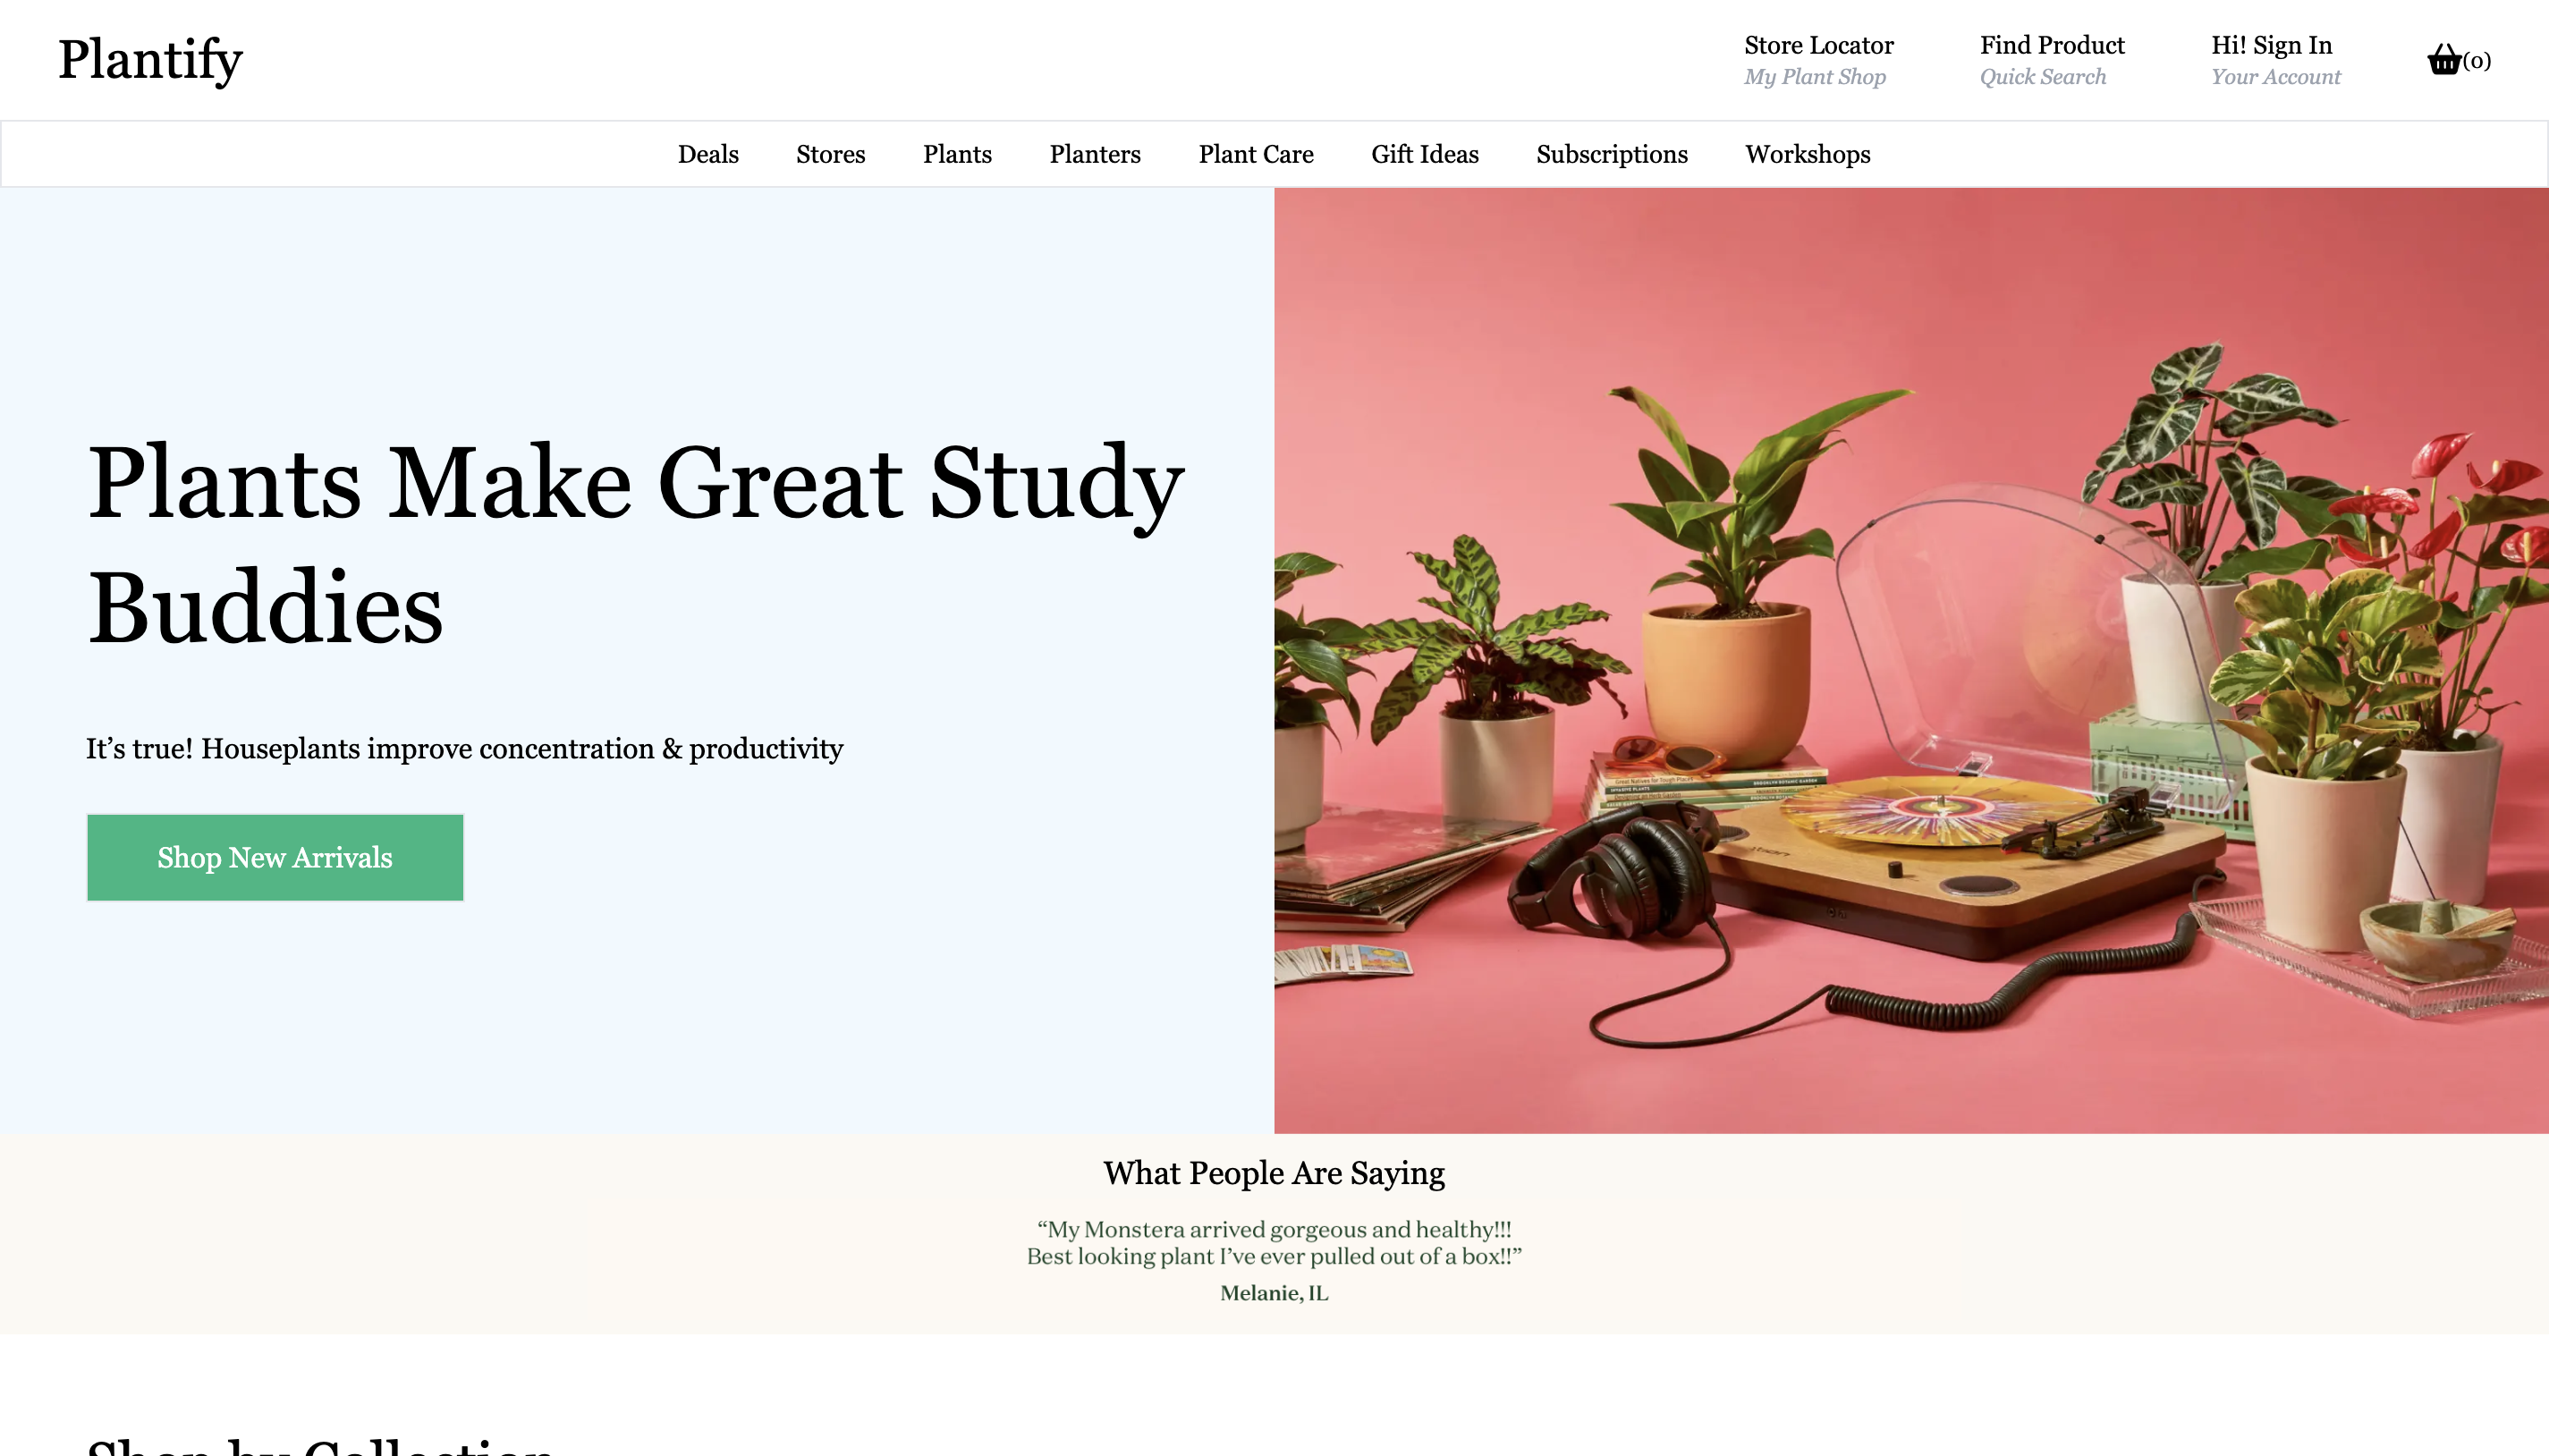 Plantify
Store Locator
My Plant Shop
Find Product
Quick Search
Hi! Sign In
Your Account
(0)
Deals
Stores
Plants
Planters
Plant Care
Gift Ideas
Subscriptions
Workshops
Plants Make Great Study
Buddies
It’s true! Houseplants improve concentration & productivity
Shop New Arrivals
What People Are Saying
“My Monstera arrived gorgeous and healthy!!!
Best looking plant I’ve ever pulled out of a box!!”
Melanie, IL
Shop by Collection